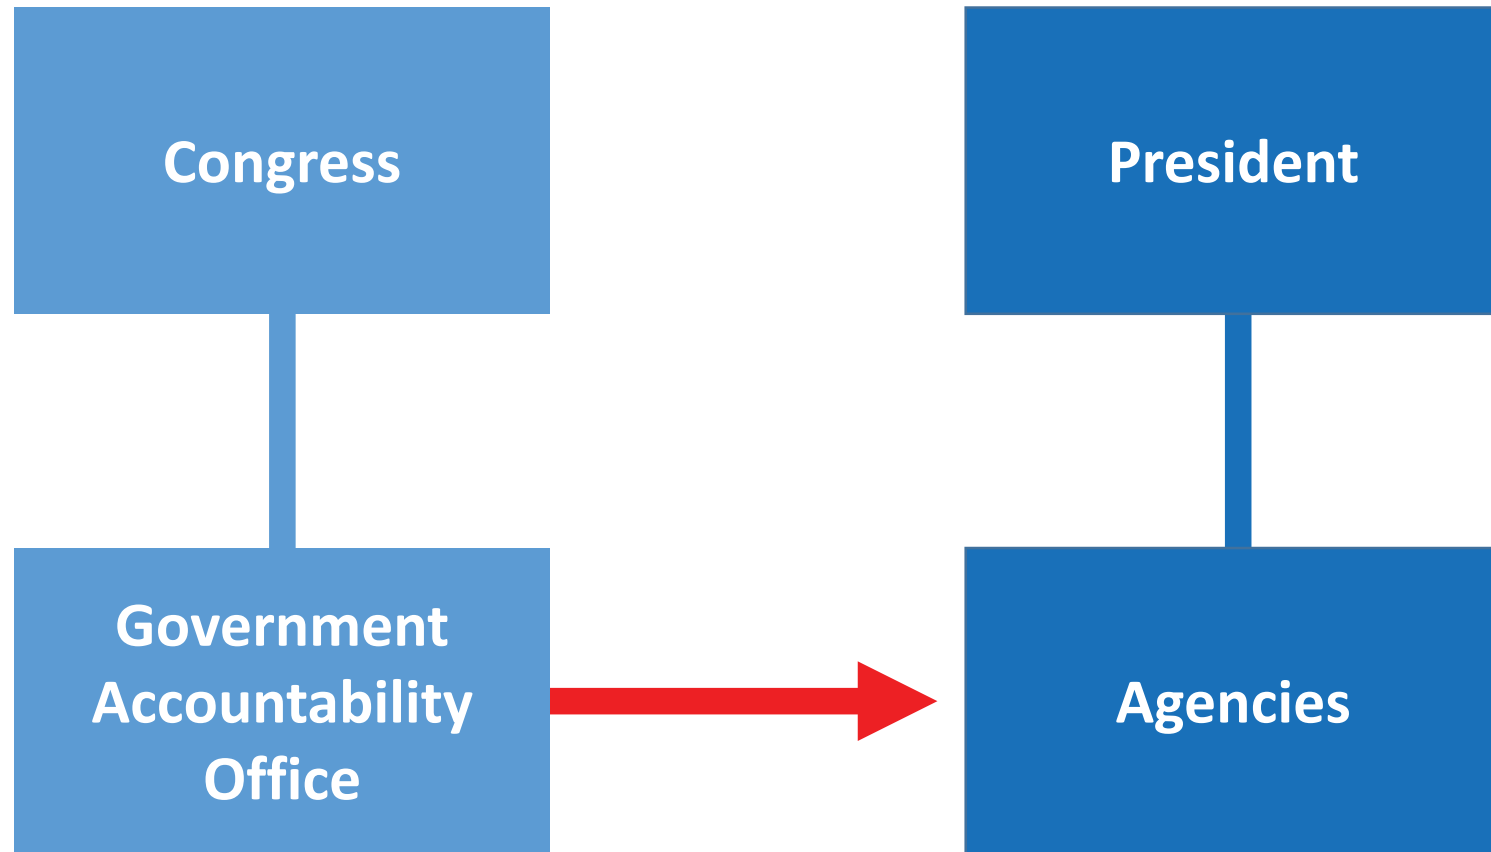 Congress
President
Government
Accountability
Office
Agencies